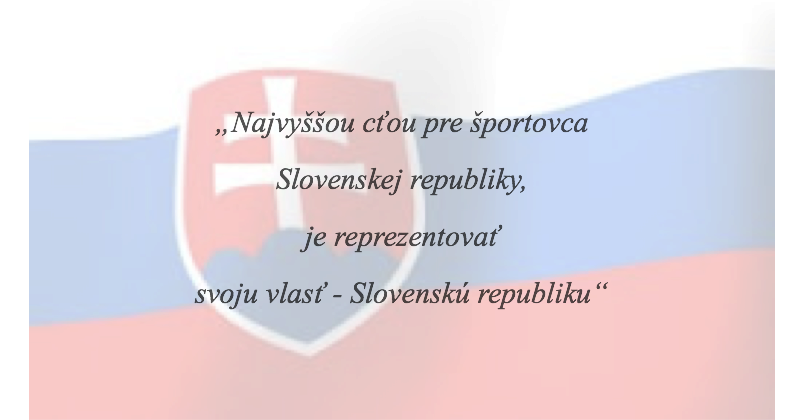 „Najvyššou cťou pre športovca
Slovenskej republiky,
je reprezentovať
svoju vlasť - Slovenskú republiku“